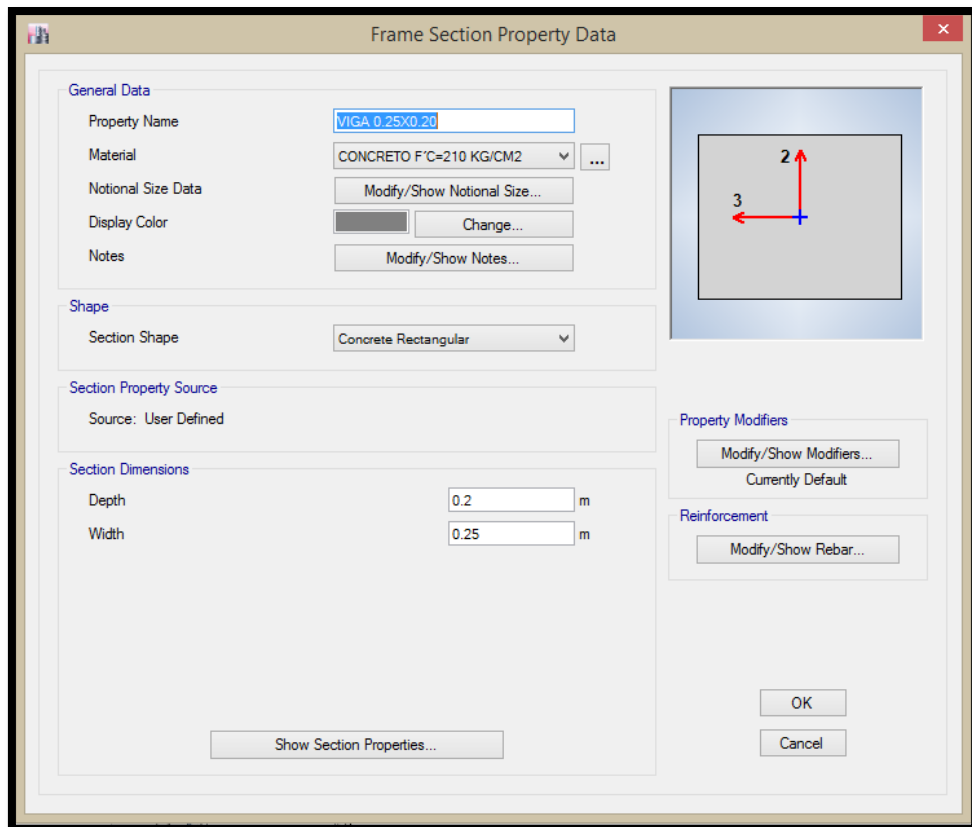 Frame Section Property Data
General Data
Property Name VIGA 0.25X0.20
Material CONCRETO F´C=210 KG/CM2 ...
Notional Size Data Modify/Show Notional Size...
Display Color Change...
Notes Modify/Show Notes...
2
3
Shape
Section Shape Concrete Rectangular
Section Property Source
Source: User Defined
Section Dimensions
Depth 0.2 m
Width 0.25 m
Show Section Properties...
Property Modifiers
Modify/Show Modifiers...
Currently Default
Reinforcement
Modify/Show Rebar...
OK
Cancel